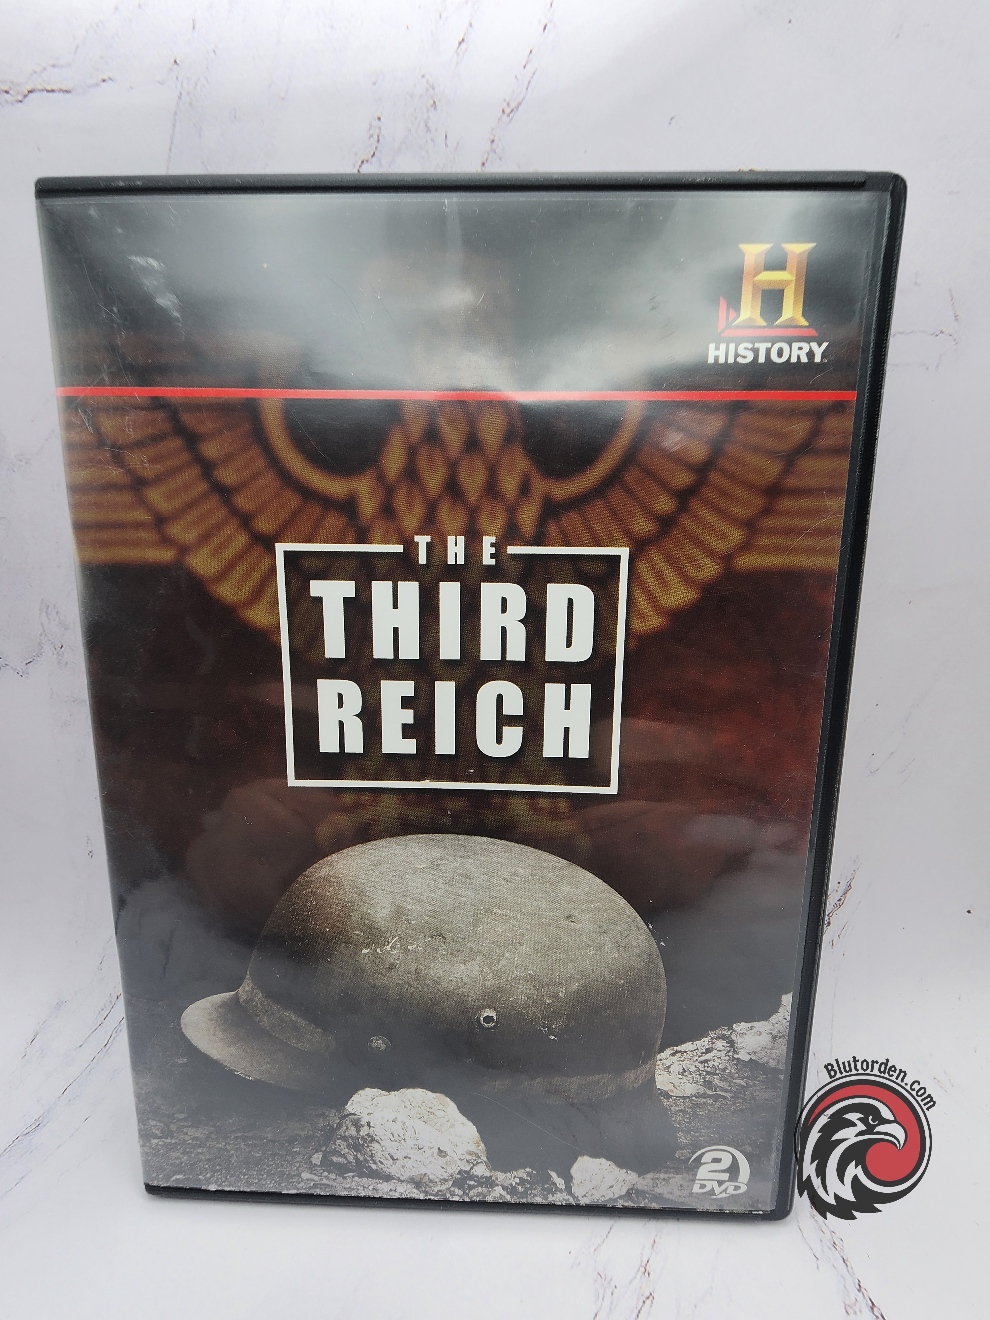 H
HISTORY
THE
THIRD
REICH
2
DVD
Blutorden.com